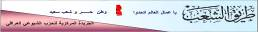 طريق الشعب
يا عمال العالم اتحدوا
وطن حر وشعب سعيد
الجريدة المركزية للحزب الشيوعي العراقي